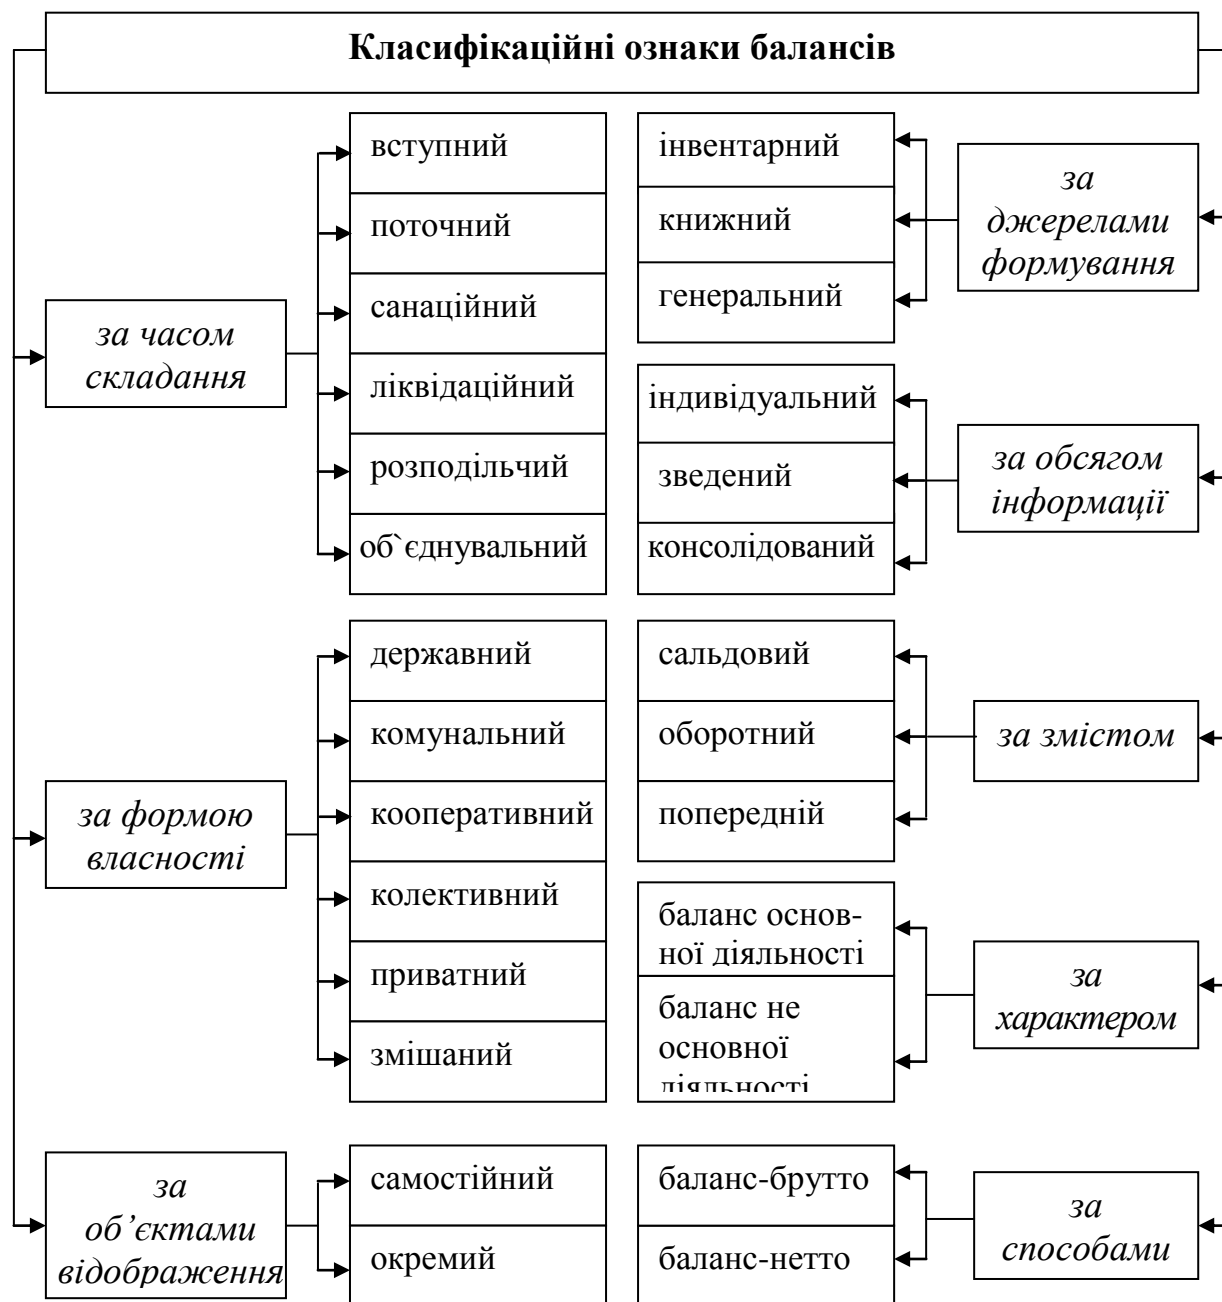 Класифікаційні ознаки балансів
за часом
складання
вступний
поточний
санаційний
ліквідаційний
розподільчий
об`єднувальний
за формою
власності
державний
комунальний
кооперативний
колективний
приватний
змішаний
за
об’єктами
відображення
самостійний
окремий
інвентарний
книжний
генеральний
за
джерелами
формування
індивідуальний
зведений
консолідований
за обсягом
інформації
сальдовий
оборотний
попередній
за змістом
баланс основ-
ної діяльності
баланс не
основної
діяльності
за
характером
баланс-брутто
баланс-нетто
за
способами